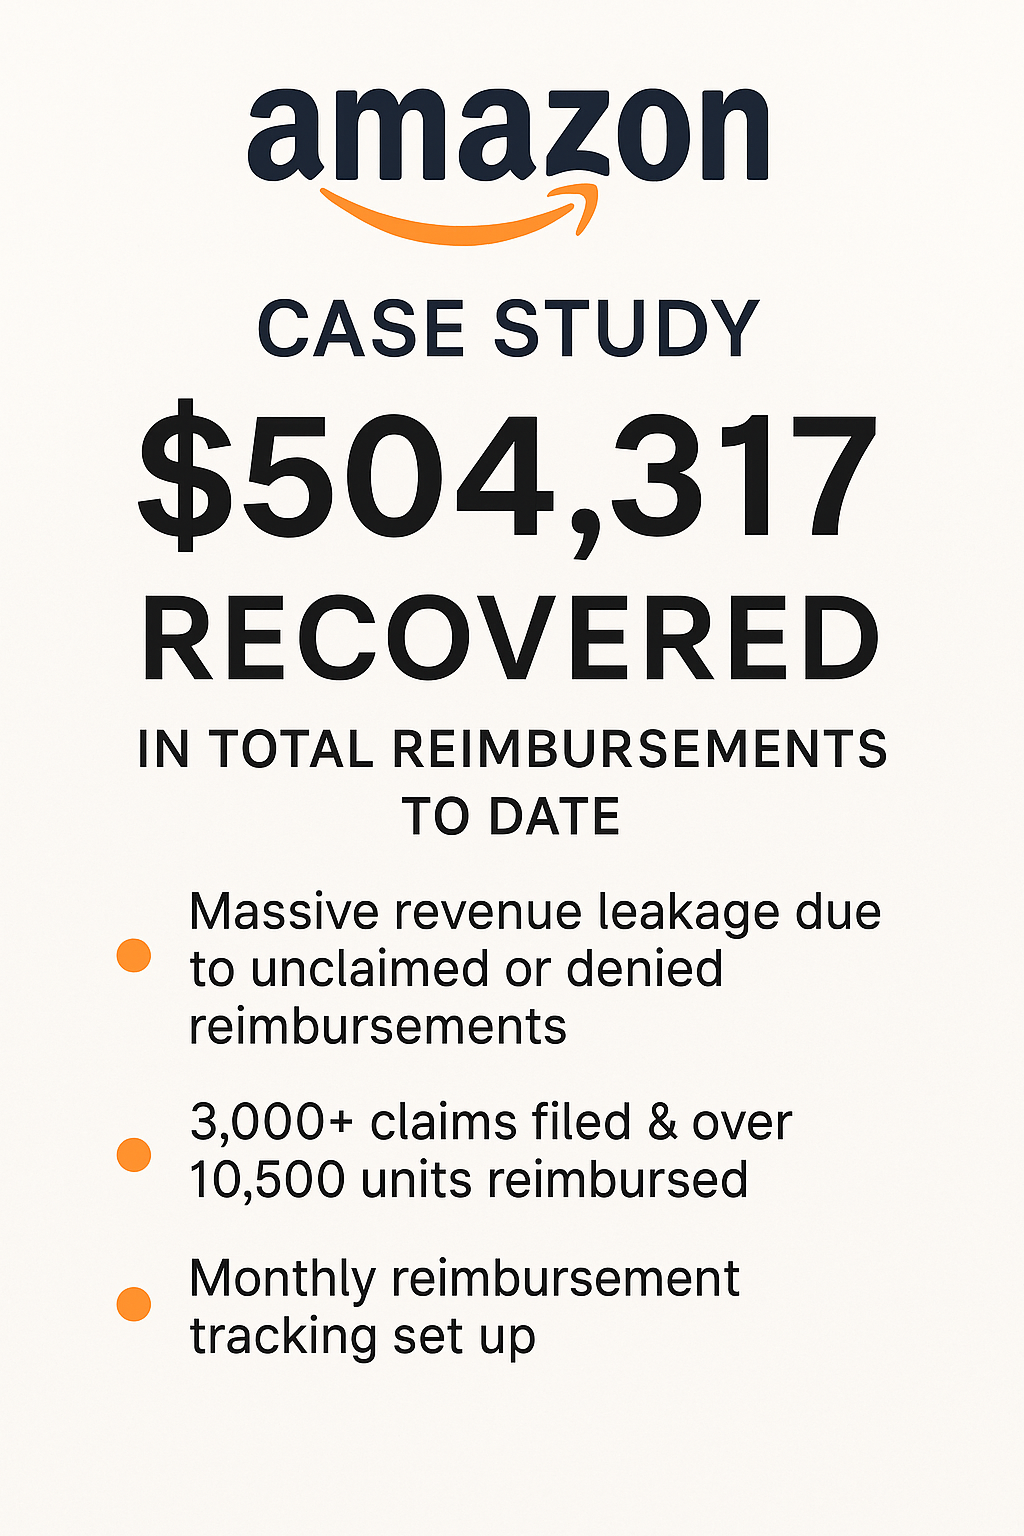 amazon
CASE STUDY
$504,317
RECOVERED
IN TOTAL REIMBURSEMENTS
TO DATE
Massive revenue leakage due
to unclaimed or denied
reimbursements
3,000+ claims filed & over
10,500 units reimbursed
Monthly reimbursement
tracking set up